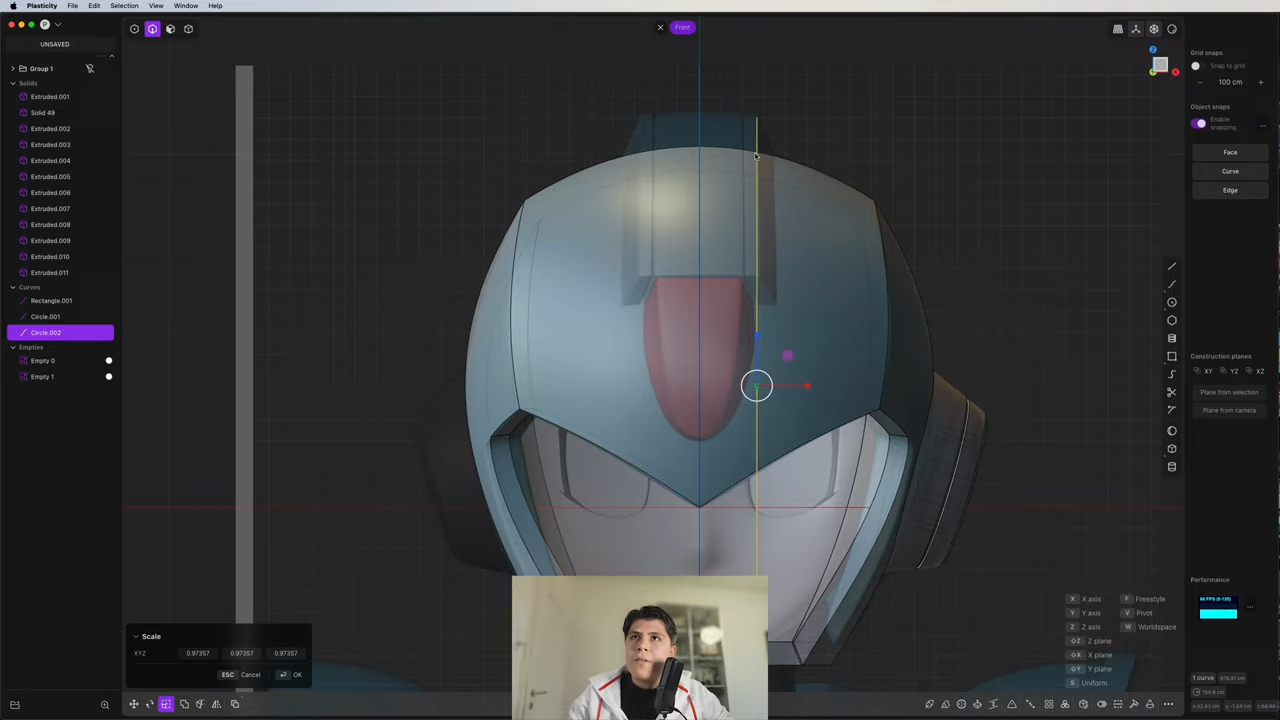 Plasticity File Edit Selection View Window Help
UNSAVED
Group 1
Solids
Extruded.001
Solid 49
Extruded.002
Extruded.003
Extruded.004
Extruded.005
Extruded.006
Extruded.007
Extruded.008
Extruded.009
Extruded.010
Extruded.011
Curves
Rectangle.001
Circle.001
Circle.002
Empties
Empty 0
Empty 1
Front
Grid snaps
Snap to grid
100 cm
Object snaps
Enable
snapping
Face
Curve
Edge
Construction planes
XY YZ XZ
Plane from selection
Plane from camera
Performance
60 FPS (0-120)
X X axis F Freestyle
Y Y axis V Pivot
Z Z axis W Worldspace
Z Z plane
X X plane
Y Y plane
S Uniform
Scale
XYZ 0.97357 0.97357 0.97357
ESC Cancel OK
1 curve